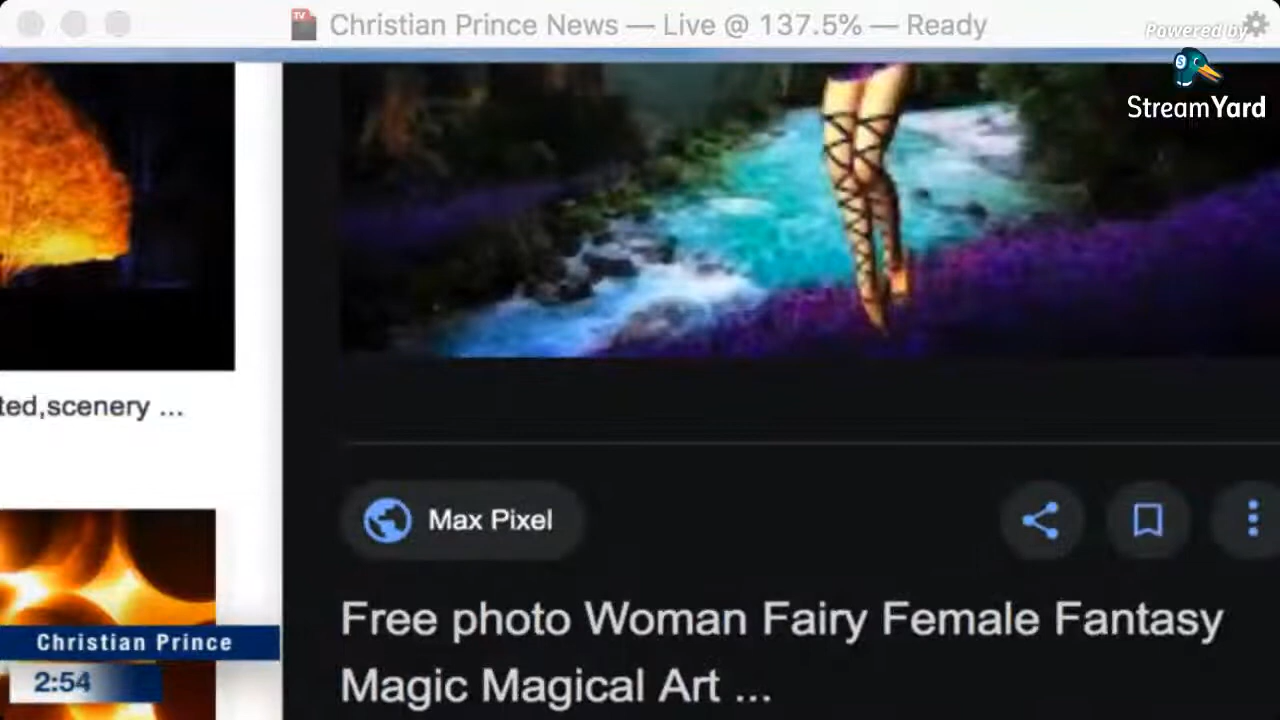 Christian Prince News — Live @ 137.5% — Ready
Powered by
StreamYard
ted,scenery ...
Max Pixel
Free photo Woman Fairy Female Fantasy
Magic Magical Art ...
Christian Prince
2:54